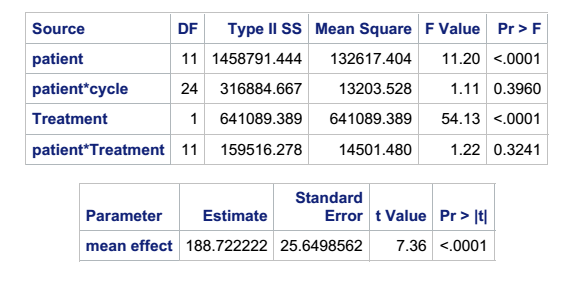 Source DF Type II SS Mean Square F Value Pr > F
patient 11 1458791.444 132617.404 11.20 <.0001
patient*cycle 24 316884.667 13203.528 1.11 0.3960
Treatment 1 641089.389 641089.389 54.13 <.0001
patient*Treatment 11 159516.278 14501.480 1.22 0.3241
Standard
Parameter Estimate Error t Value Pr > |t|
mean effect 188.722222 25.6498562 7.36 <.0001